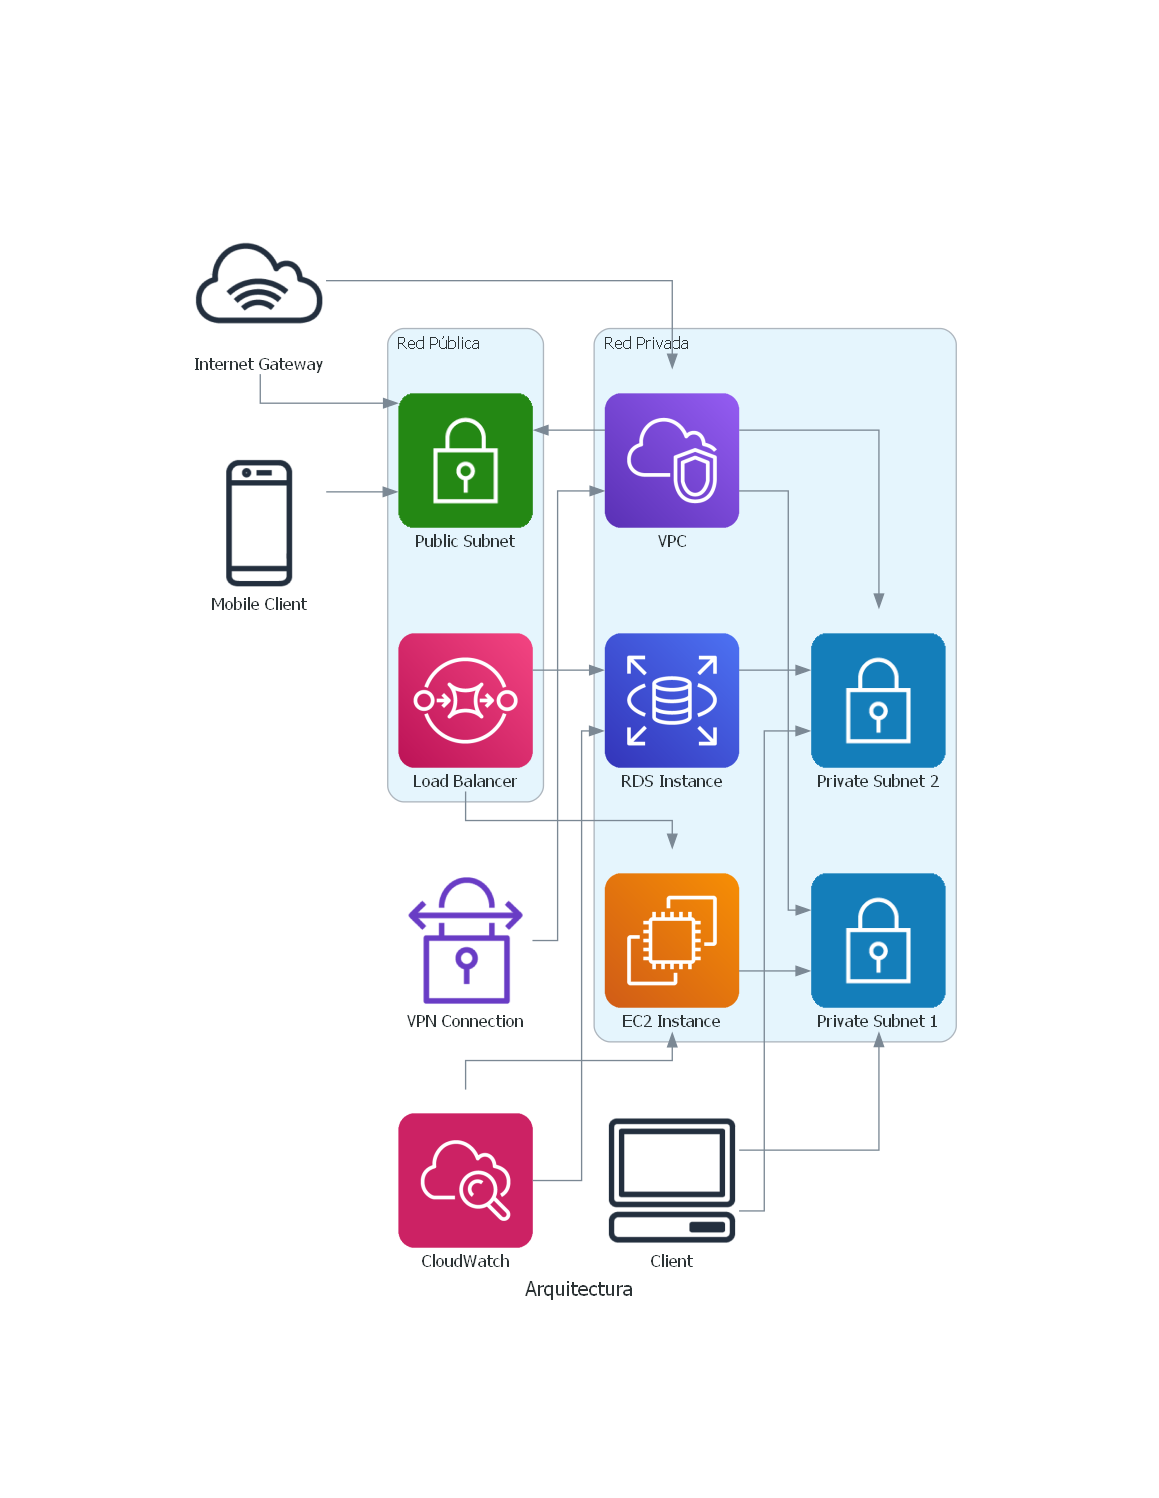 Internet Gateway
Red Pública
Red Privada
Public Subnet
VPC
Mobile Client
Load Balancer
RDS Instance
Private Subnet 2
VPN Connection
EC2 Instance
Private Subnet 1
CloudWatch
Client
Arquitectura